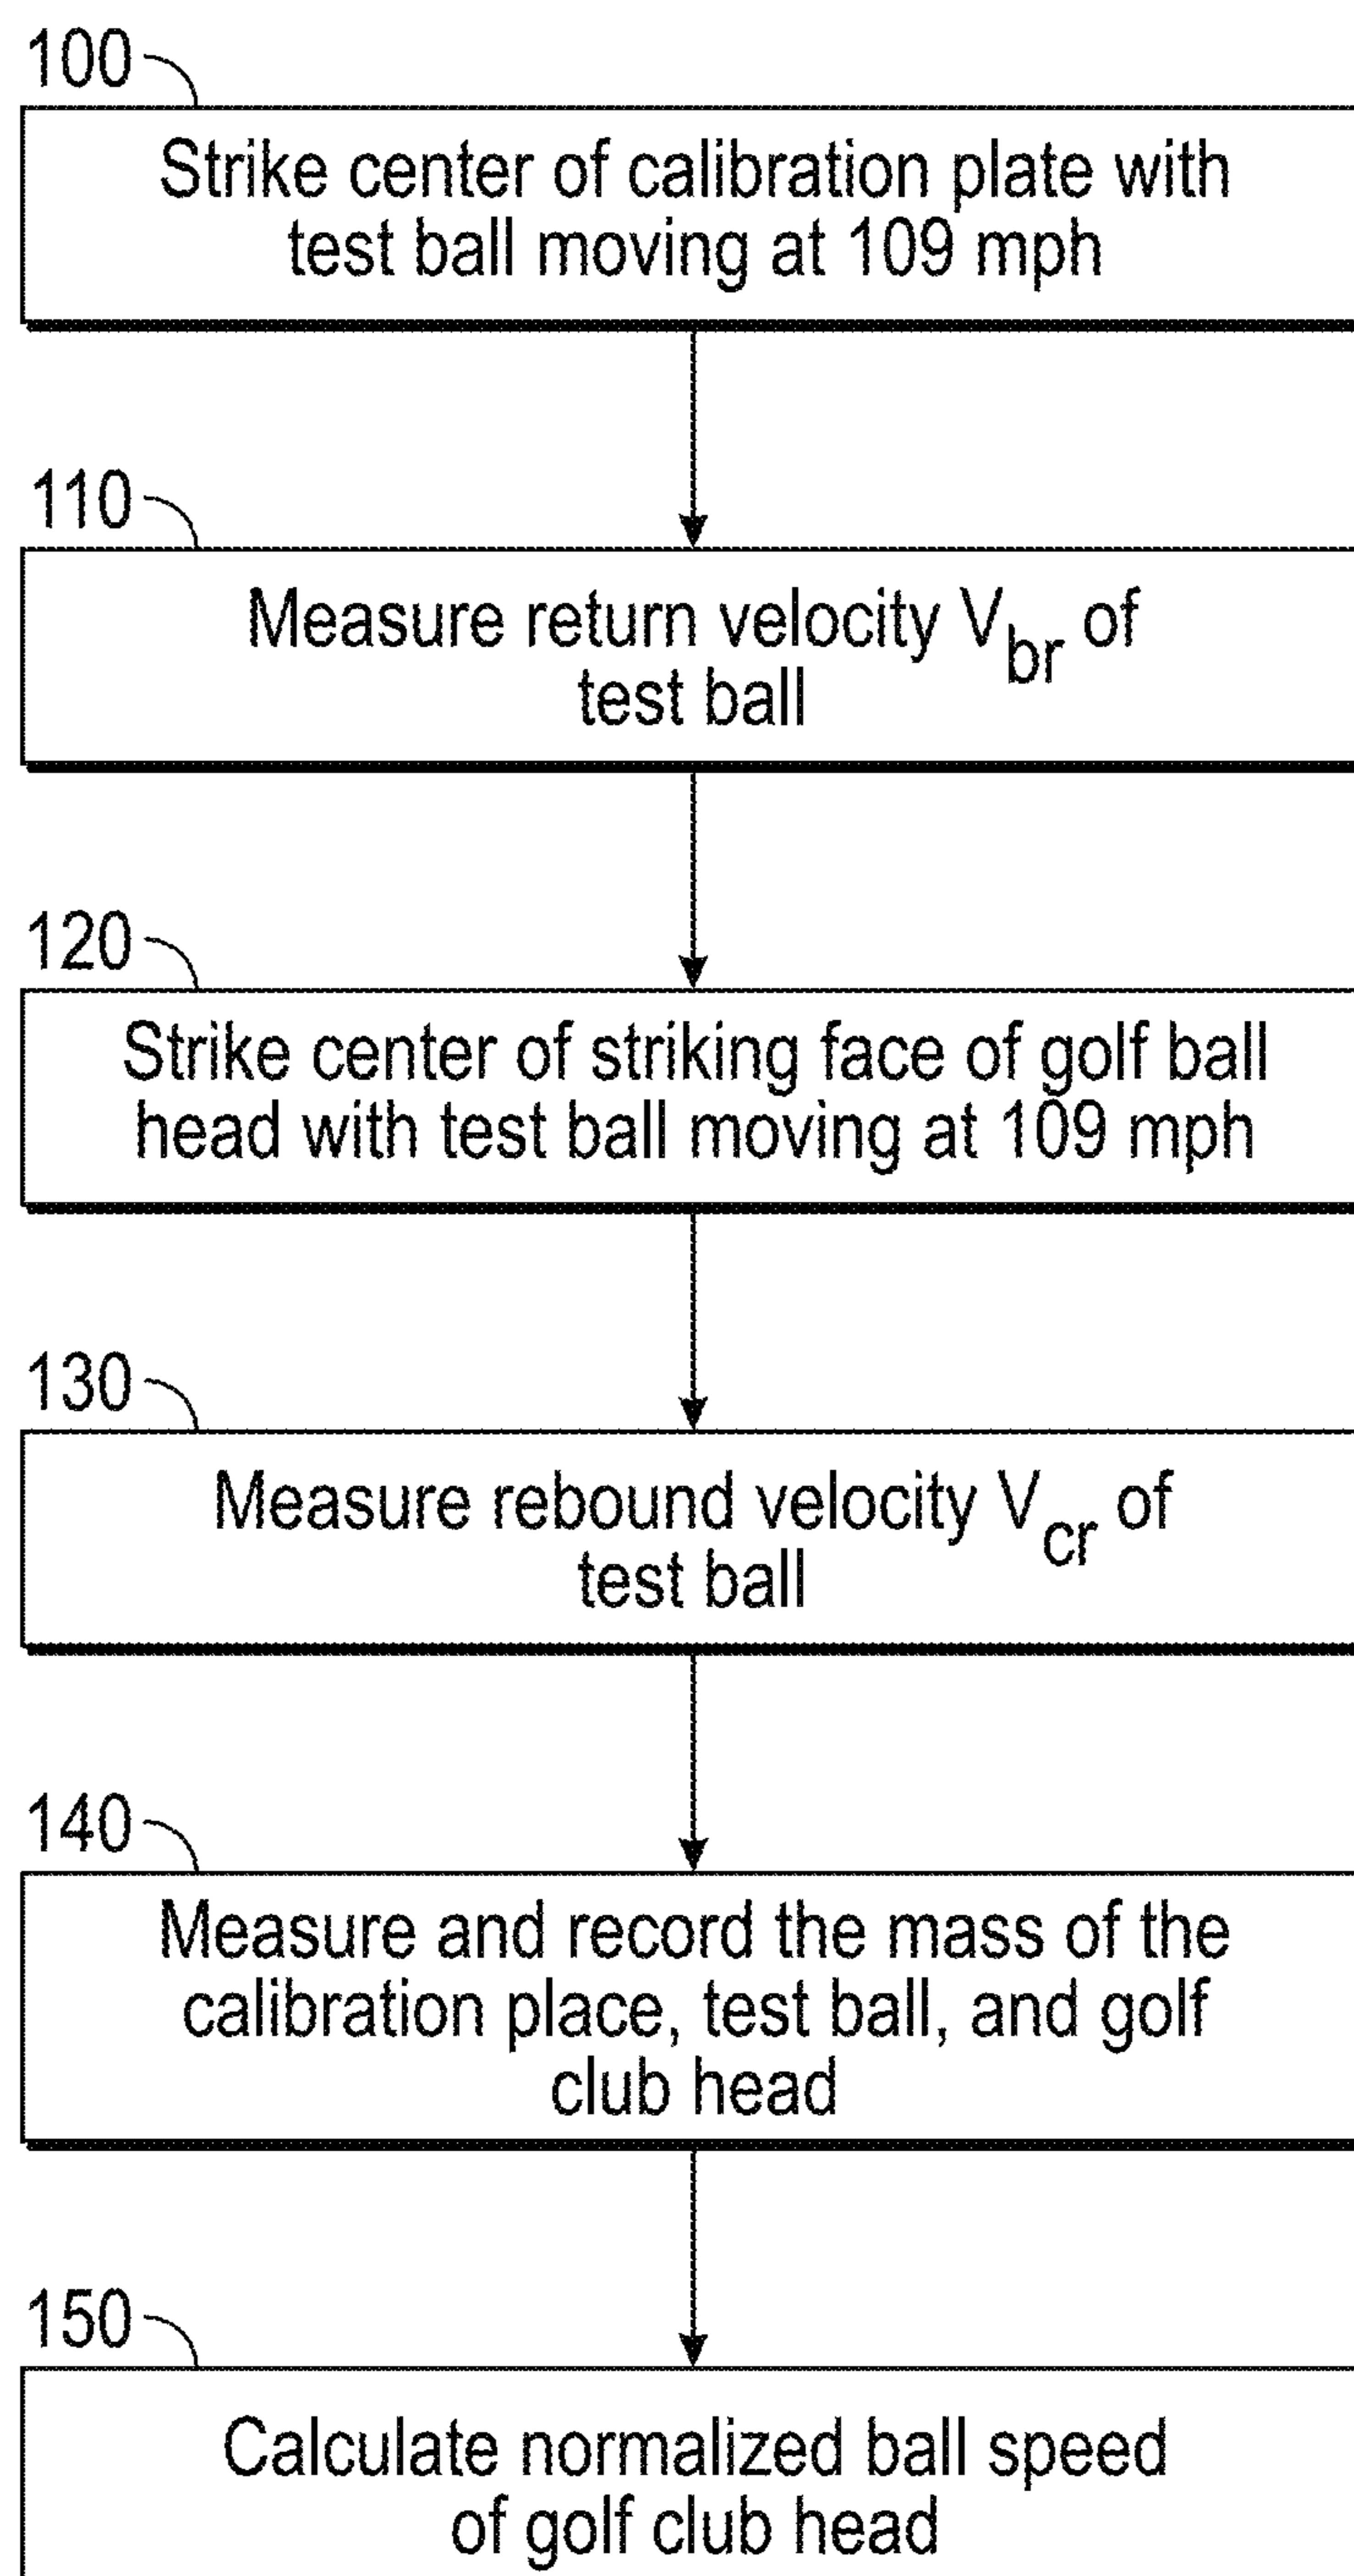 100
Strike center of calibration plate with
test ball moving at 109 mph
110
Measure return velocity V_br of
test ball
120
Strike center of striking face of golf ball
head with test ball moving at 109 mph
130
Measure rebound velocity V_cr of
test ball
140
Measure and record the mass of the
calibration place, test ball, and golf
club head
150
Calculate normalized ball speed
of golf club head